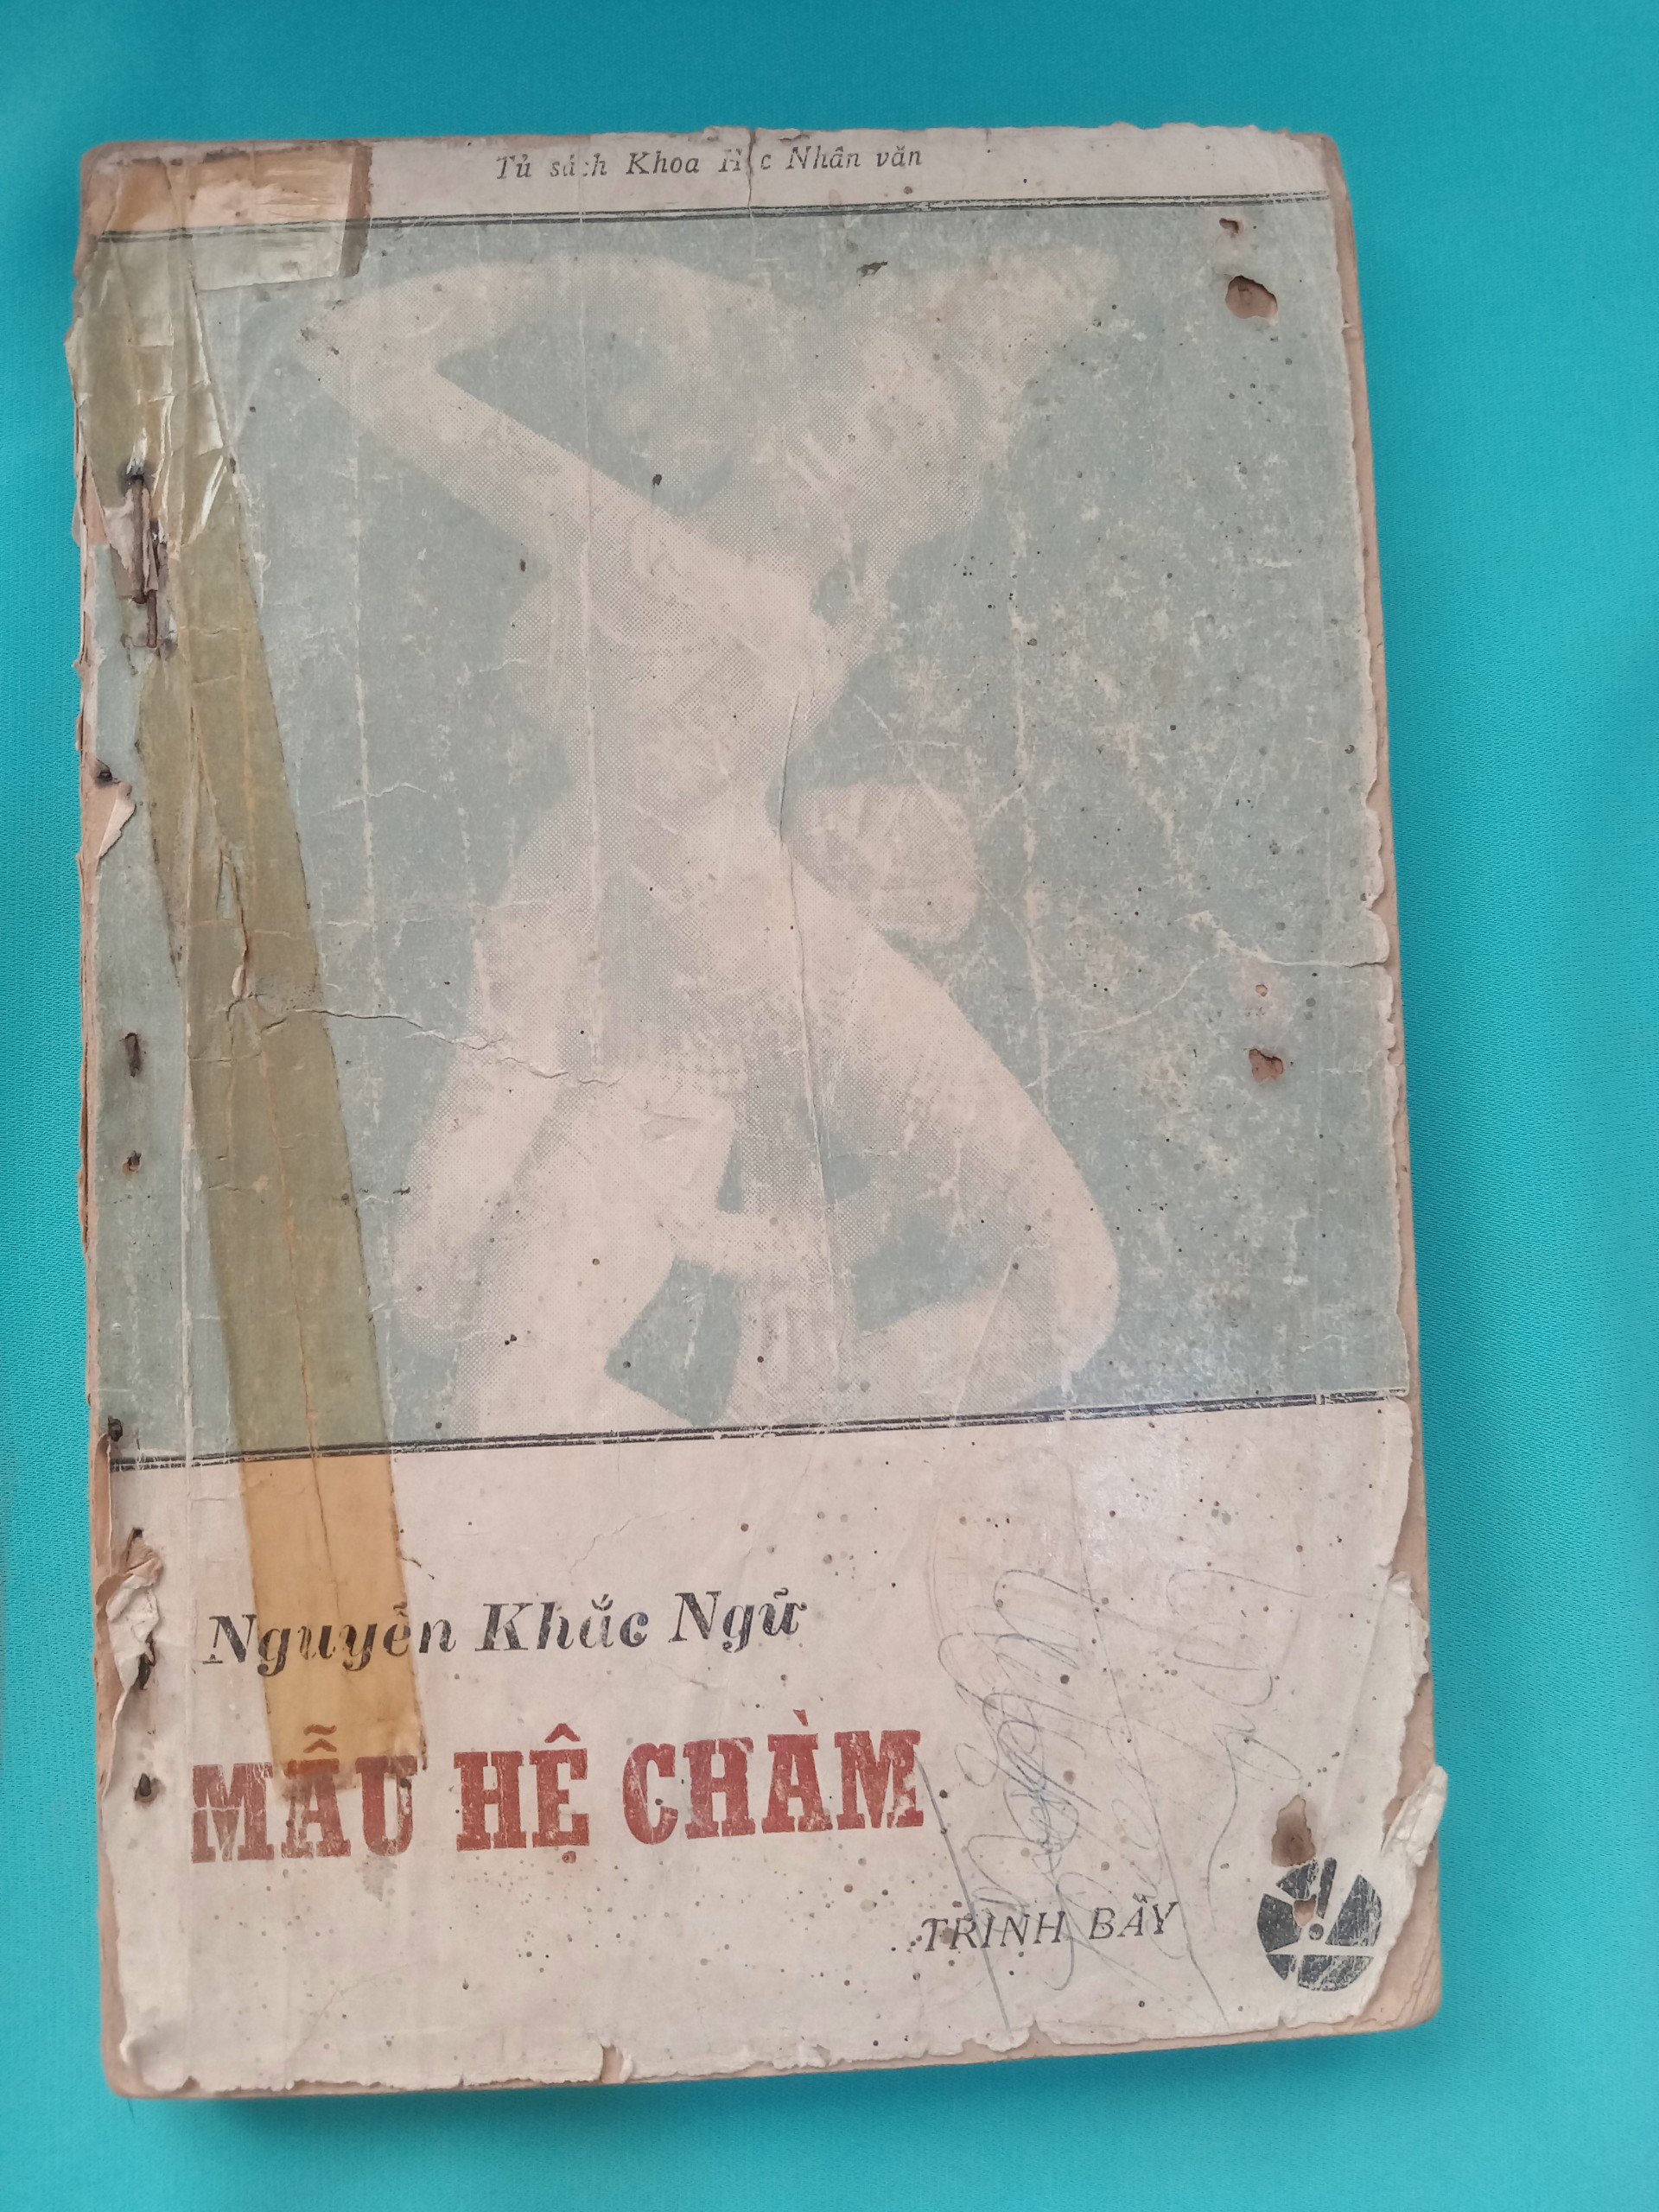 Tủ sách Khoa Học Nhân văn
Nguyễn Khắc Ngữ
MẪU HỆ CHÀM
TRÌNH BẦY